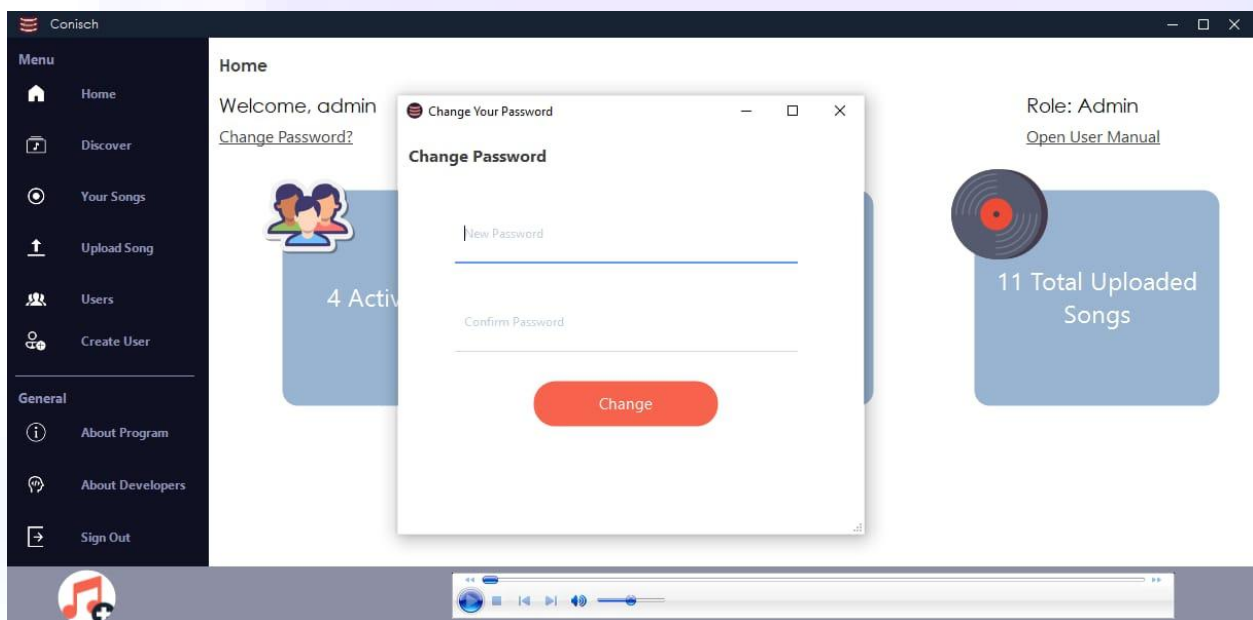 Conisch
Menu
Home
Discover
Your Songs
Upload Song
Users
Create User
General
About Program
About Developers
Sign Out
Home
Welcome, admin
Change Password?
Role: Admin
Open User Manual
4 Activ
11 Total Uploaded
Songs
Change Your Password
Change Password
New Password
Confirm Password
Change